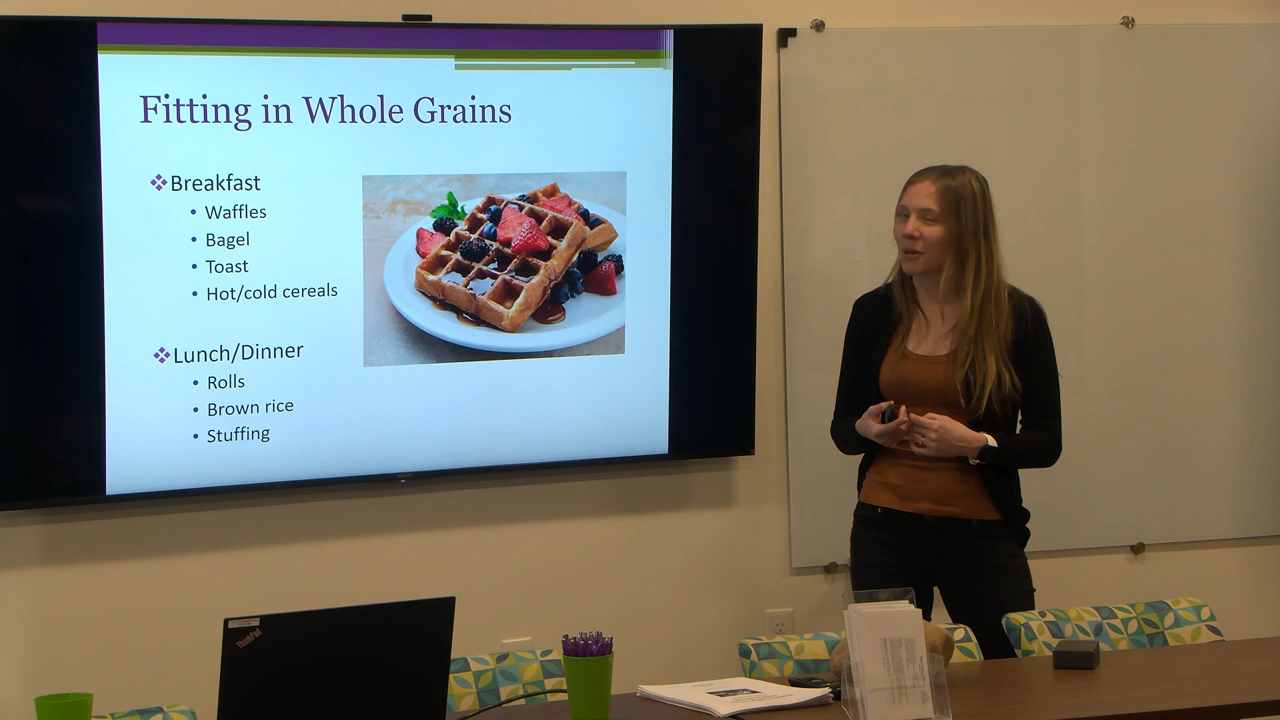 Fitting in Whole Grains
❖Breakfast
• Waffles
• Bagel
• Toast
• Hot/cold cereals
❖Lunch/Dinner
• Rolls
• Brown rice
• Stuffing
ThinkPad